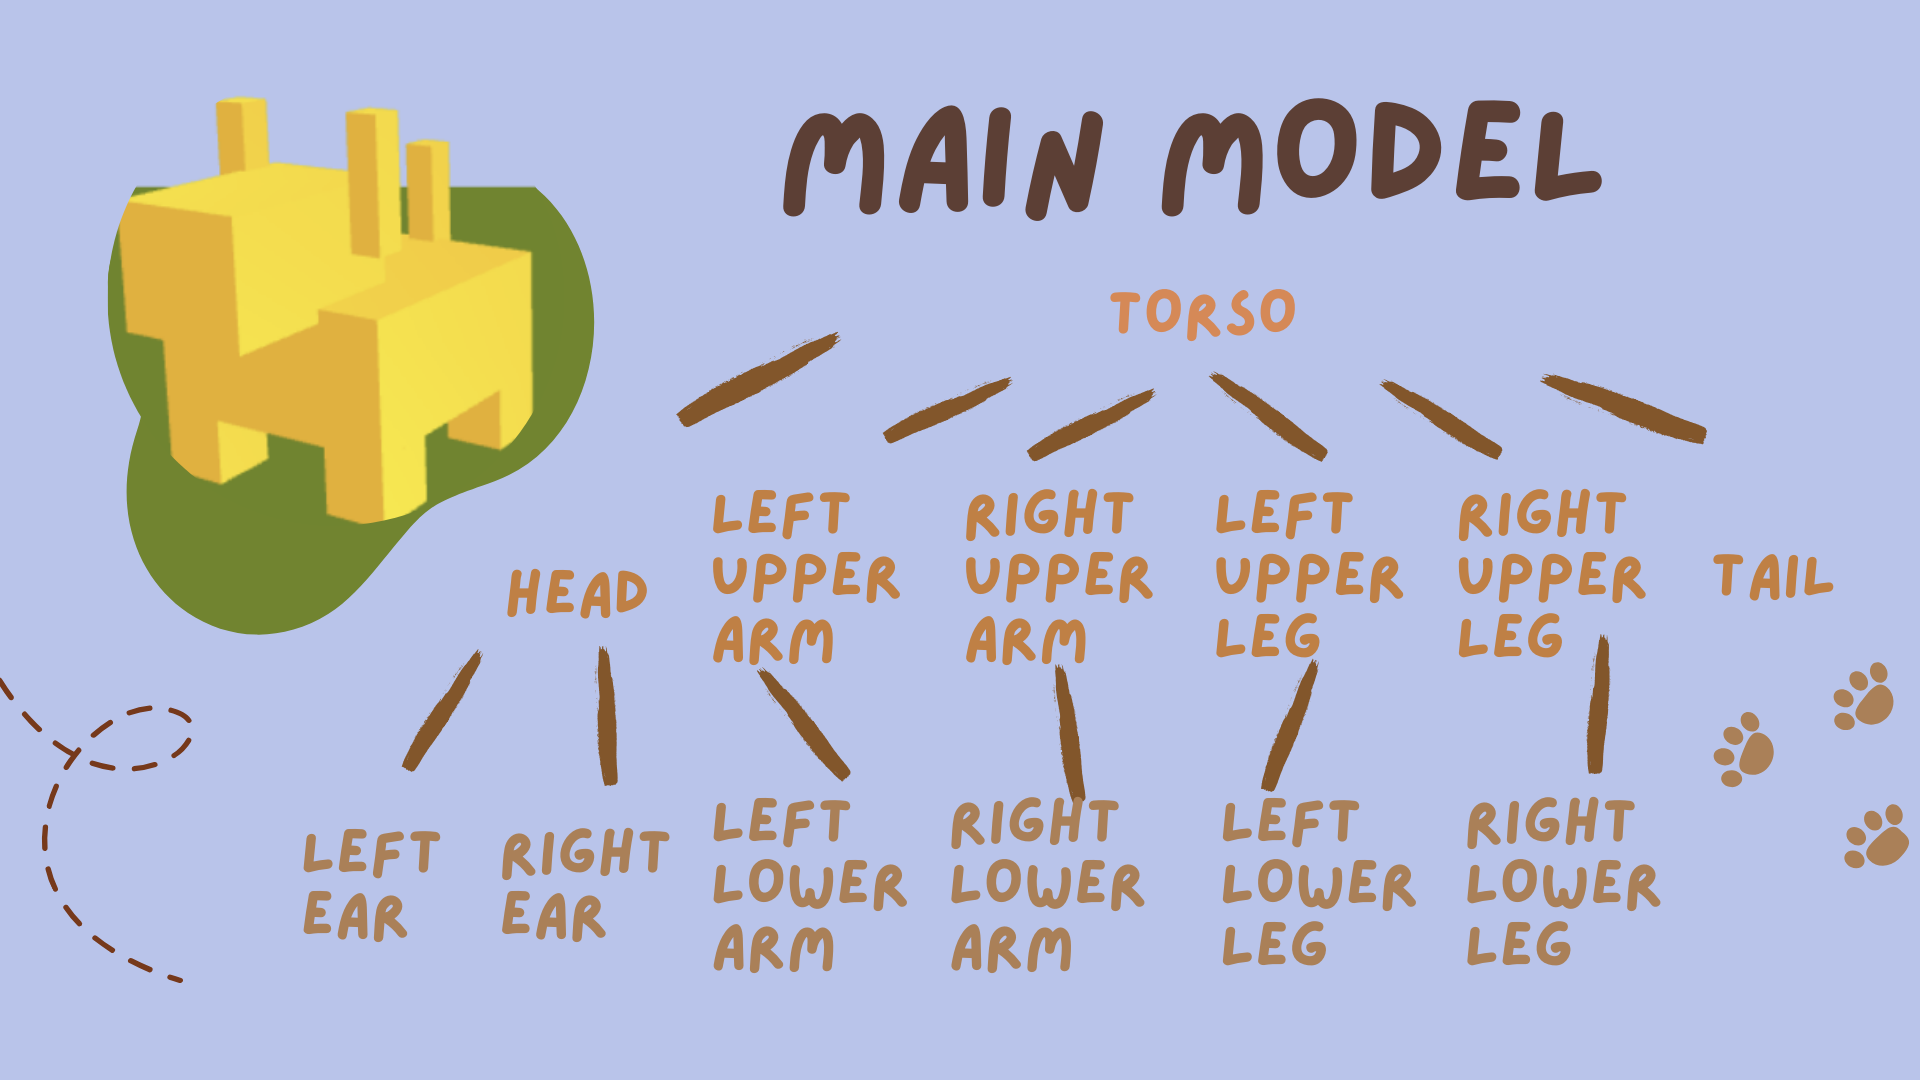 MAIN MODEL
TORSO
HEAD
LEFT
UPPER
ARM
RIGHT
UPPER
ARM
LEFT
UPPER
LEG
RIGHT
UPPER
LEG
TAIL
LEFT
EAR
RIGHT
EAR
LEFT
LOWER
ARM
RIGHT
LOWER
ARM
LEFT
LOWER
LEG
RIGHT
LOWER
LEG